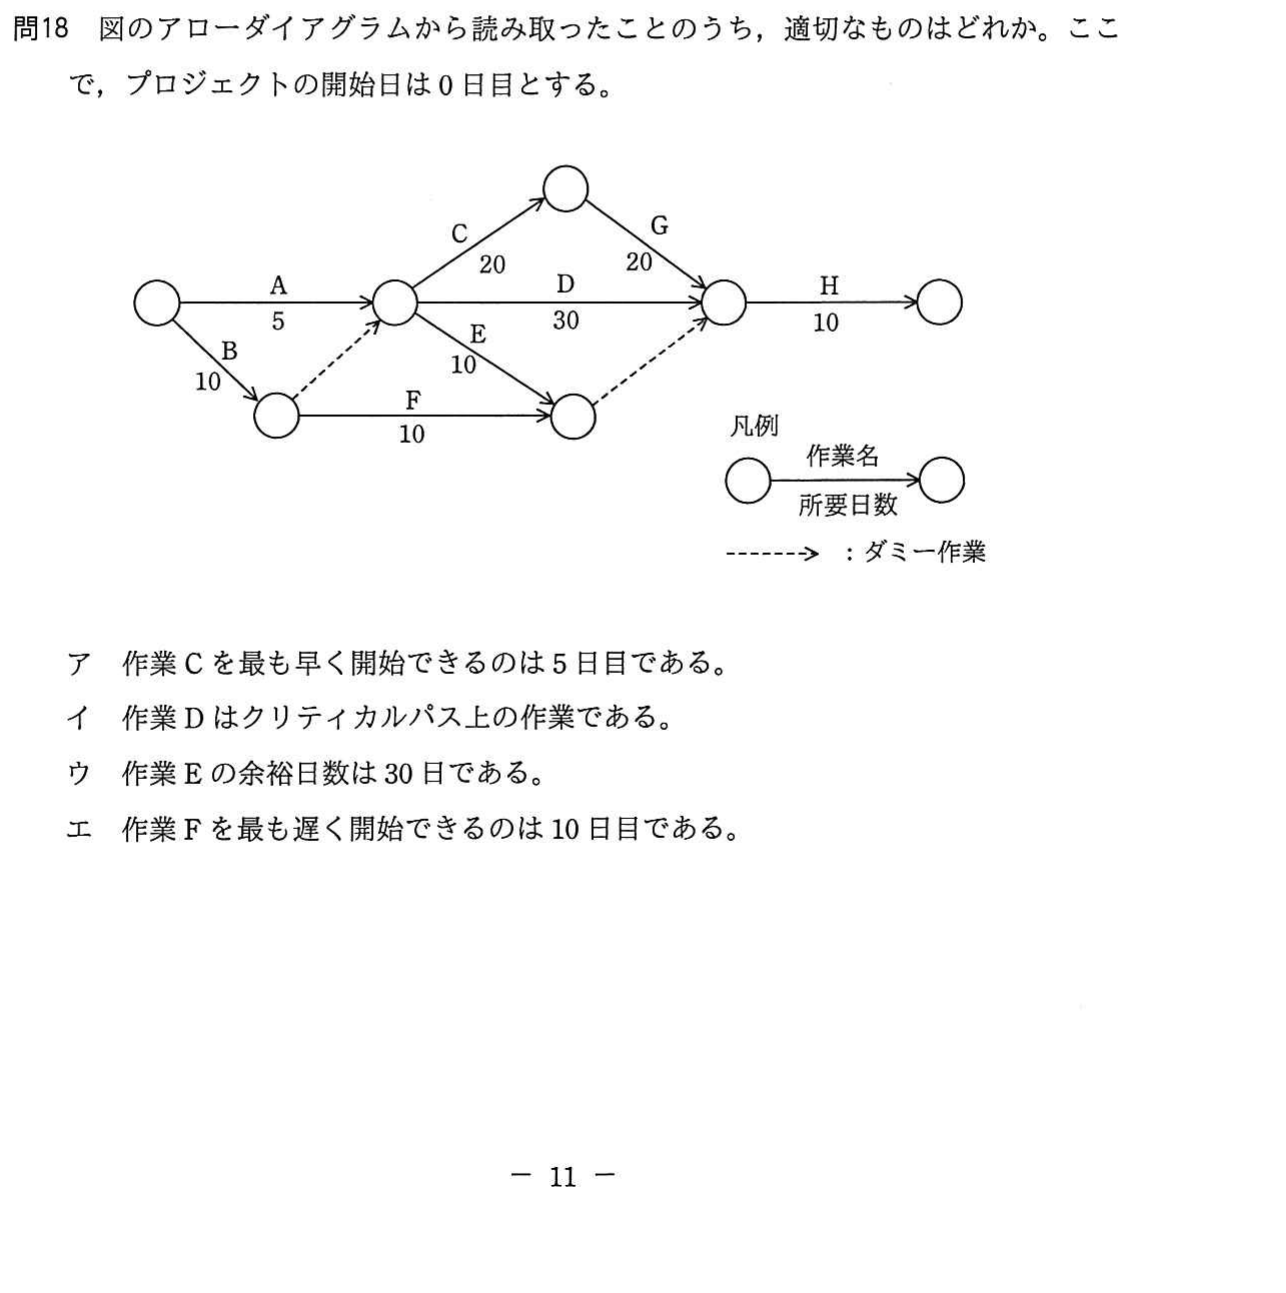 問18　図のアローダイアグラムから読み取ったことのうち，適切なものはどれか。ここ
で，プロジェクトの開始日は0日目とする。
C
20
G
20
A
5
D
30
H
10
B
10
E
10
F
10
凡例
作業名
所要日数
：ダミー作業
ア　作業Cを最も早く開始できるのは5日目である。
イ　作業Dはクリティカルパス上の作業である。
ウ　作業Eの余裕日数は30日である。
エ　作業Fを最も遅く開始できるのは10日目である。
－ 11 －